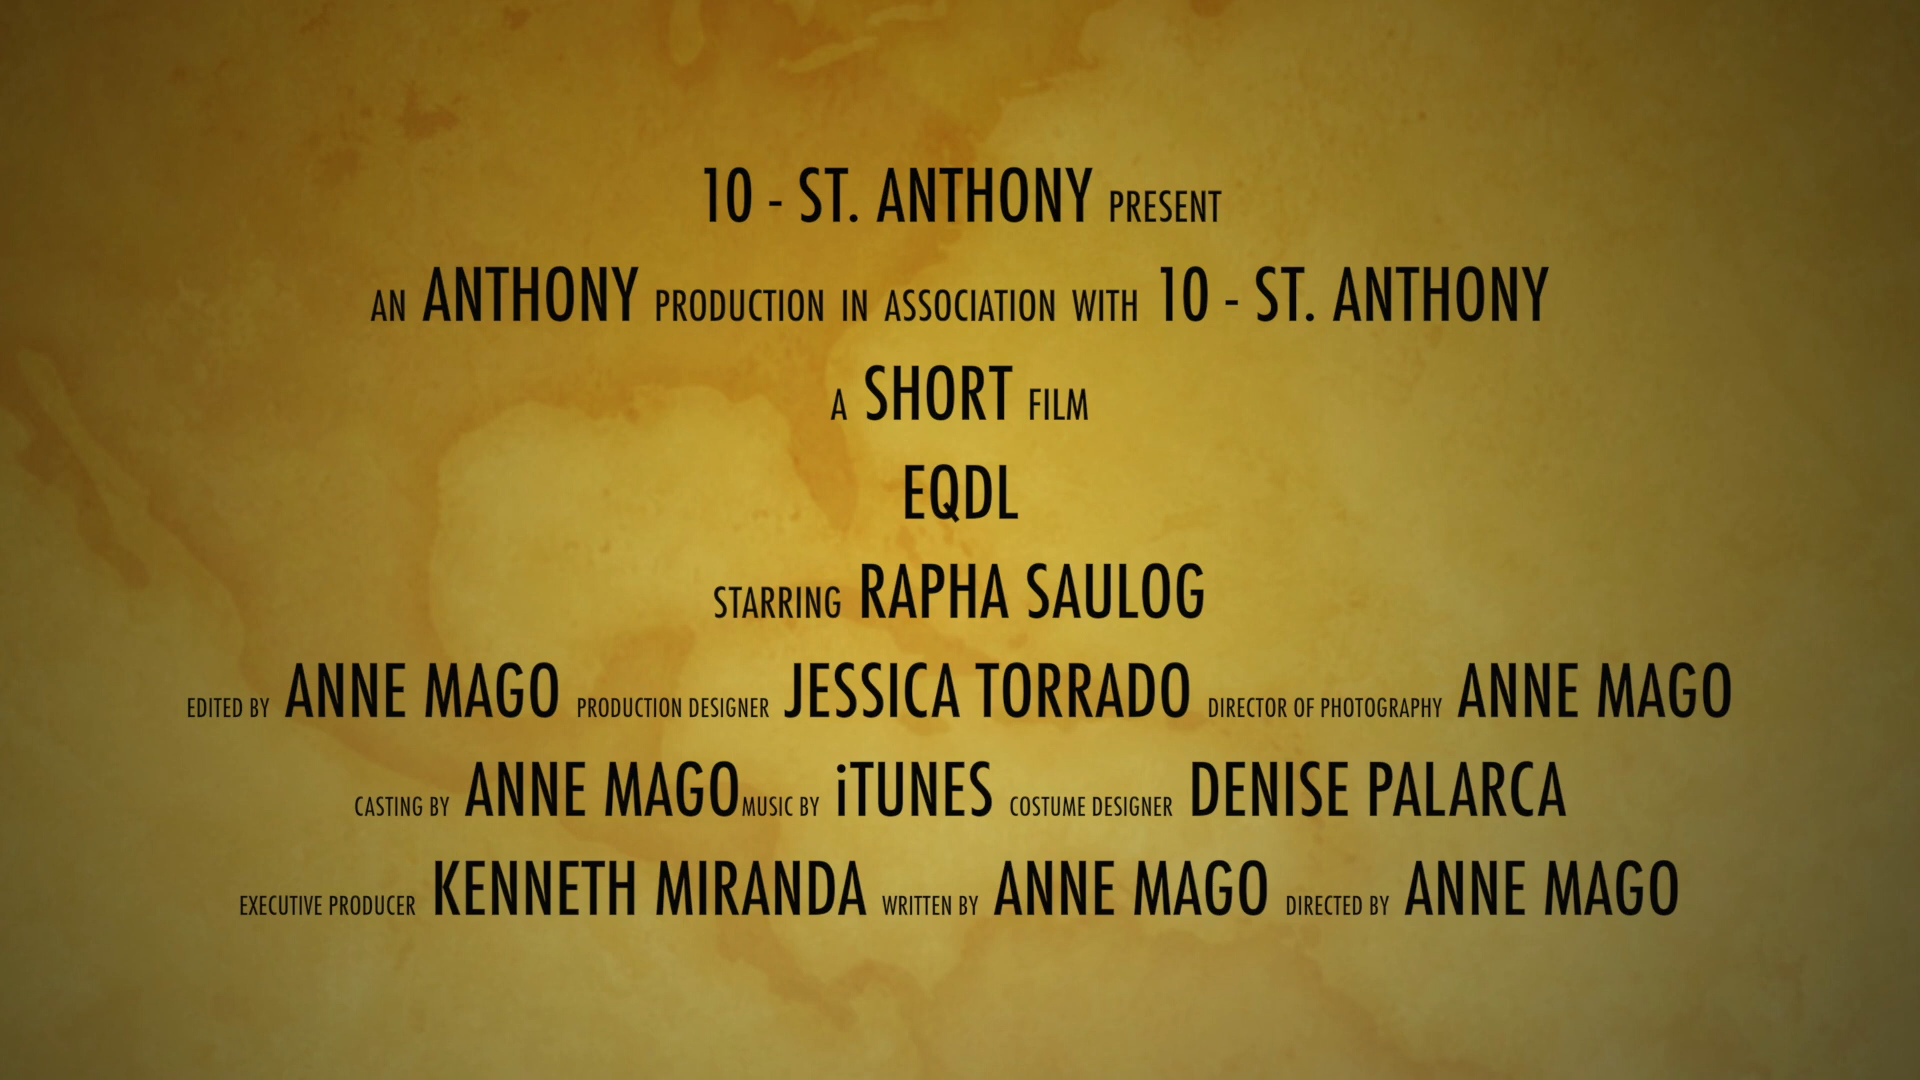 10 - ST. ANTHONY PRESENT
AN ANTHONY PRODUCTION IN ASSOCIATION WITH 10 - ST. ANTHONY
A SHORT FILM
EQDL
STARRING RAPHA SAULOG
EDITED BY ANNE MAGO PRODUCTION DESIGNER JESSICA TORRADO DIRECTOR OF PHOTOGRAPHY ANNE MAGO
CASTING BY ANNE MAGO MUSIC BY iTUNES COSTUME DESIGNER DENISE PALARCA
EXECUTIVE PRODUCER KENNETH MIRANDA WRITTEN BY ANNE MAGO DIRECTED BY ANNE MAGO